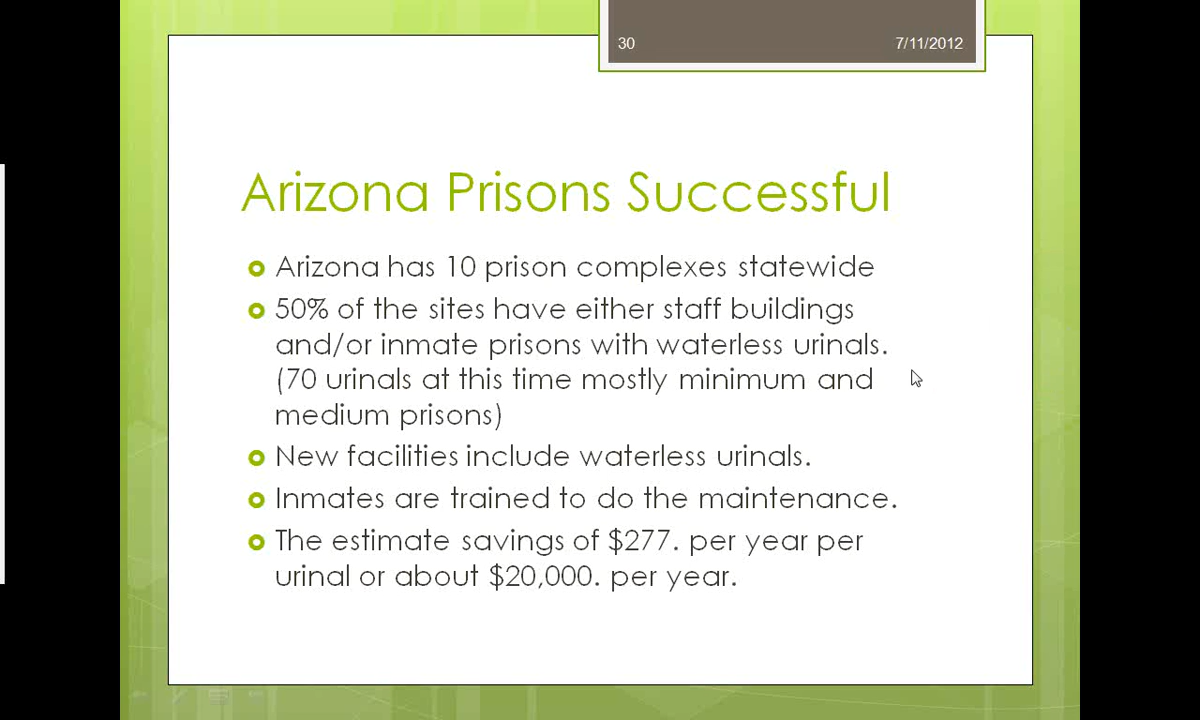 30 7/11/2012
Arizona Prisons Successful
Arizona has 10 prison complexes statewide
50% of the sites have either staff buildings
and/or inmate prisons with waterless urinals.
(70 urinals at this time mostly minimum and
medium prisons)
New facilities include waterless urinals.
Inmates are trained to do the maintenance.
The estimate savings of $277. per year per
urinal or about $20,000. per year.